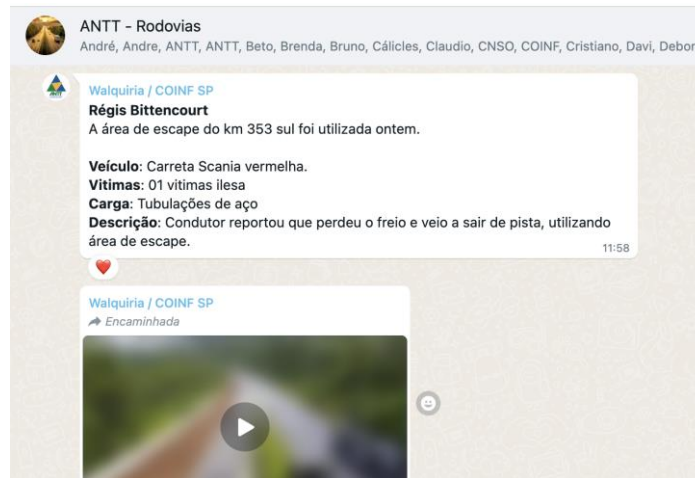 ANTT - Rodovias
André, Andre, ANTT, ANTT, Beto, Brenda, Bruno, Cálicles, Claudio, CNSO, COINF, Cristiano, Davi, Debor
Walquiria / COINF SP
Régis Bittencourt
A área de escape do km 353 sul foi utilizada ontem.
Veículo: Carreta Scania vermelha.
Vitimas: 01 vitimas ilesa
Carga: Tubulações de aço
Descrição: Condutor reportou que perdeu o freio e veio a sair de pista, utilizando
área de escape.
11:58
Walquiria / COINF SP
Encaminhada